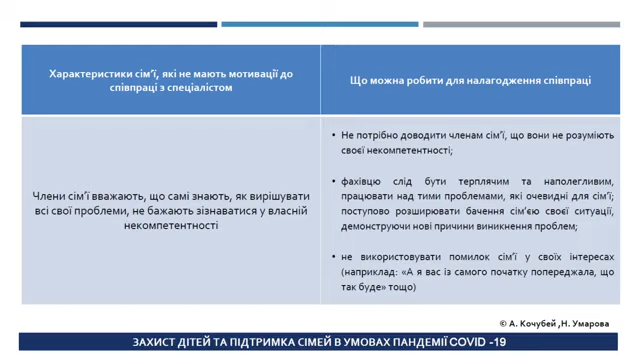 Характеристики сім'ї, які не мають мотивації до
співпраці з спеціалістом
Що можна робити для налагодження співпраці
Члени сім'ї вважають, що самі знають, як вирішувати
всі свої проблеми, не бажають зізнаватися у власній
некомпетентності
• Не потрібно доводити членам сім'ї, що вони не розуміють
своєї некомпетентності;
• фахівцю слід бути терплячим та наполегливим,
працювати над тими проблемами, які очевидні для сім'ї;
поступово розширювати бачення сім'єю своєї ситуації,
демонструючи нові причини виникнення проблем;
• не використовувати помилок сім'ї у своїх інтересах
(наприклад: «А я вас із самого початку попереджала, що
так буде» тощо)
© А. Кочубей ,Н. Умарова
ЗАХИСТ ДІТЕЙ ТА ПІДТРИМКА СІМЕЙ В УМОВАХ ПАНДЕМІЇ COVID -19